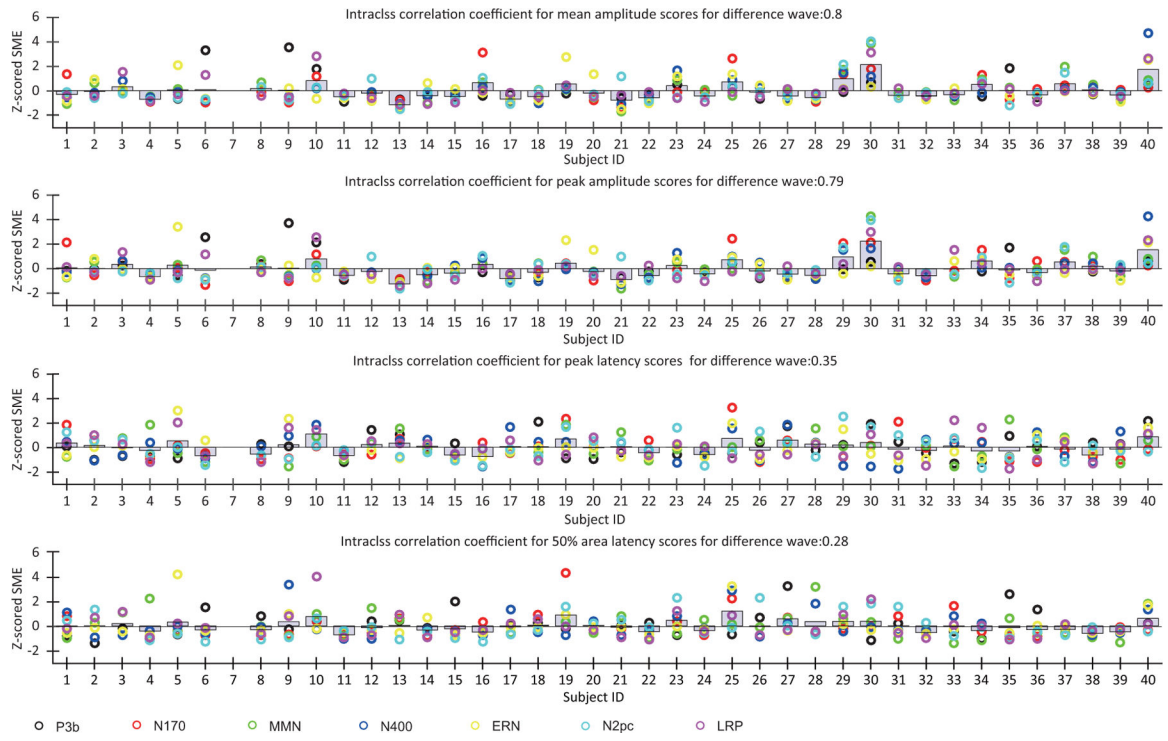 Intraclss correlation coefficient for mean amplitude scores for difference wave:0.8
Z-scored SME
6
4
2
0
-2
1 2 3 4 5 6 7 8 9 10 11 12 13 14 15 16 17 18 19 20 21 22 23 24 25 26 27 28 29 30 31 32 33 34 35 36 37 38 39 40
Subject ID
Intraclss correlation coefficient for peak amplitude scores for difference wave:0.79
Z-scored SME
6
4
2
0
-2
1 2 3 4 5 6 7 8 9 10 11 12 13 14 15 16 17 18 19 20 21 22 23 24 25 26 27 28 29 30 31 32 33 34 35 36 37 38 39 40
Subject ID
Intraclss correlation coefficient for peak latency scores for difference wave:0.35
Z-scored SME
6
4
2
0
-2
1 2 3 4 5 6 7 8 9 10 11 12 13 14 15 16 17 18 19 20 21 22 23 24 25 26 27 28 29 30 31 32 33 34 35 36 37 38 39 40
Subject ID
Intraclss correlation coefficient for 50% area latency scores for difference wave:0.28
Z-scored SME
6
4
2
0
-2
1 2 3 4 5 6 7 8 9 10 11 12 13 14 15 16 17 18 19 20 21 22 23 24 25 26 27 28 29 30 31 32 33 34 35 36 37 38 39 40
Subject ID
P3b N170 MMN N400 ERN N2pc LRP